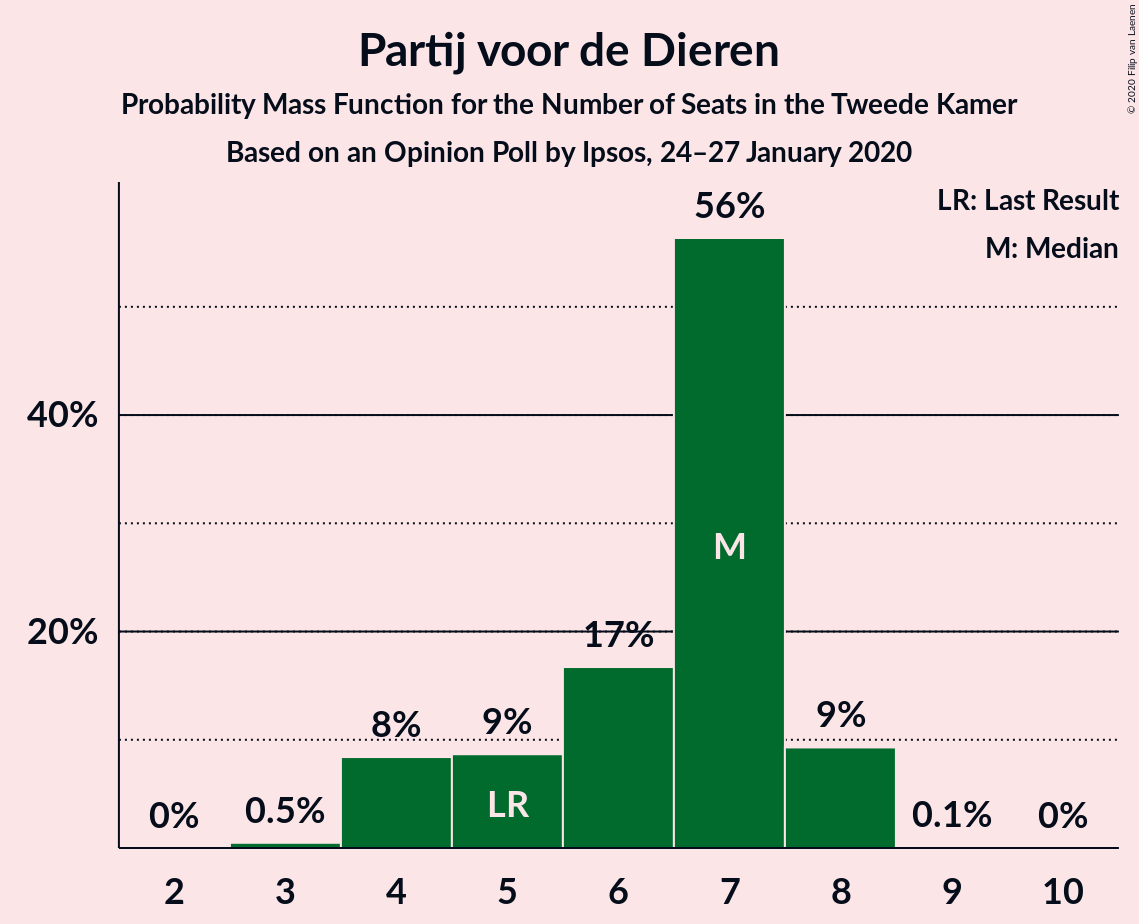 Partij voor de Dieren
Probability Mass Function for the Number of Seats in the Tweede Kamer
Based on an Opinion Poll by Ipsos, 24–27 January 2020
© 2020 Filip van Laenen
LR: Last Result
M: Median
56%
40%
20%
17%
8%
9%
9%
0%
0.5%
0.1%
0%
M
LR
2 3 4 5 6 7 8 9 10